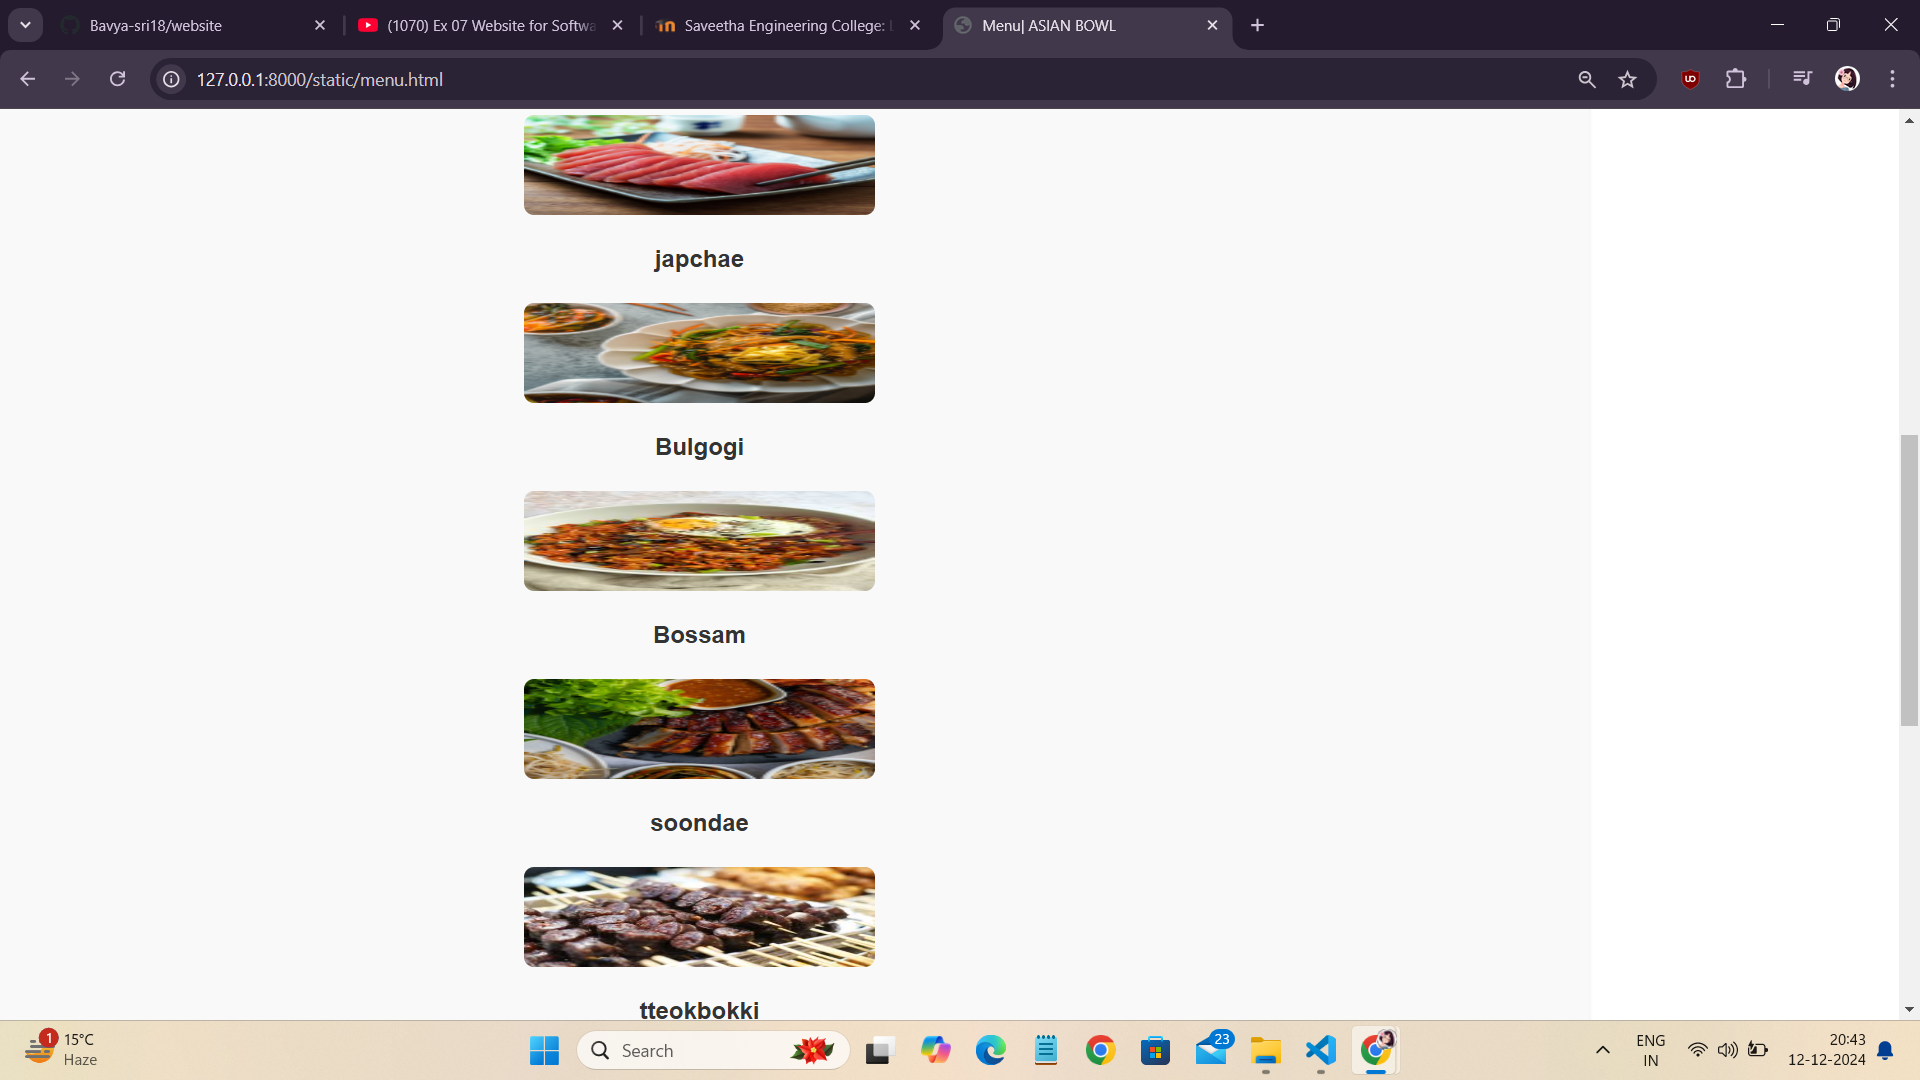 Bavya-sri18/website
(1070) Ex 07 Website for Softwa
Saveetha Engineering College: L
Menu| ASIAN BOWL
127.0.0.1:8000/static/menu.html
japchae
Bulgogi
Bossam
soondae
tteokbokki
1
15°C
Haze
Search
23
ENG
IN
20:43
12-12-2024